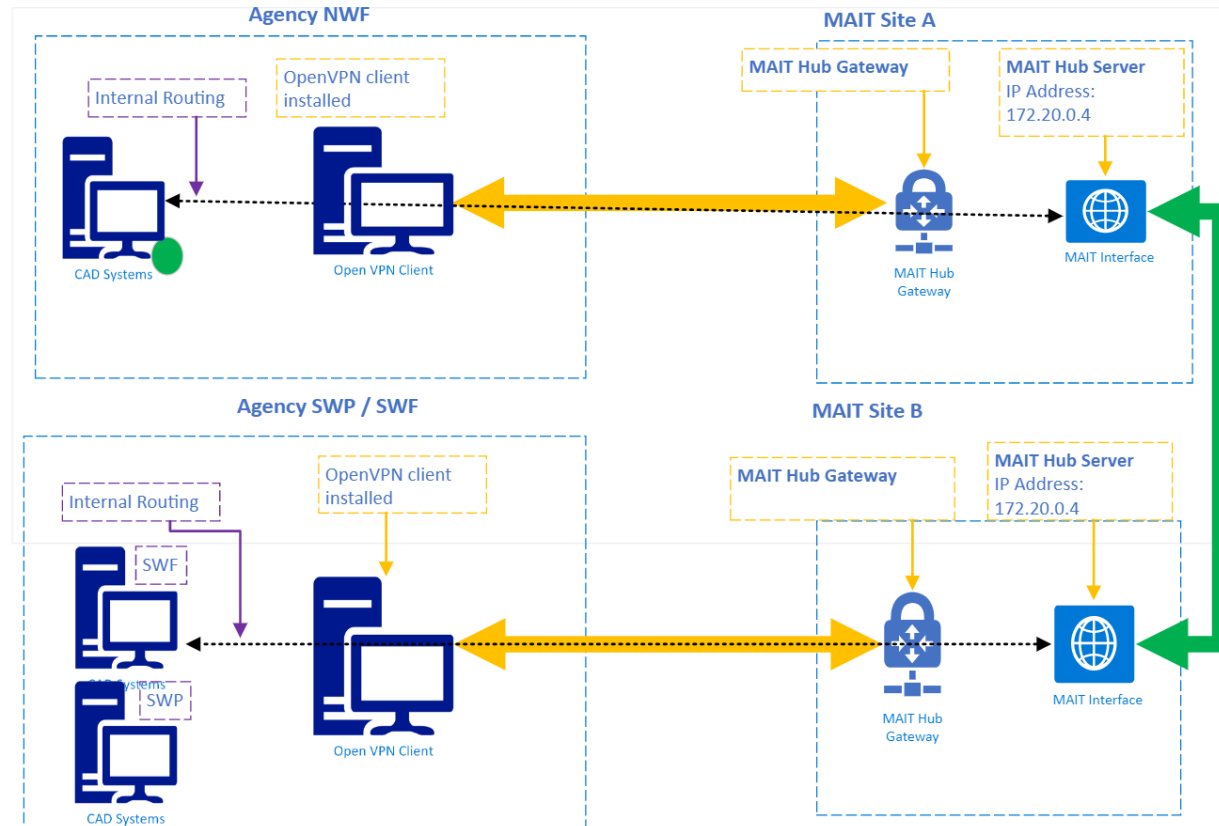 Agency NWF
MAIT Site A
Internal Routing
OpenVPN client
installed
MAIT Hub Gateway
MAIT Hub Server
IP Address:
172.20.0.4
CAD Systems
Open VPN Client
MAIT Hub
Gateway
MAIT Interface
Agency SWP / SWF
MAIT Site B
Internal Routing
OpenVPN client
installed
MAIT Hub Gateway
MAIT Hub Server
IP Address:
172.20.0.4
SWF
CAD Systems
SWP
CAD Systems
Open VPN Client
MAIT Hub
Gateway
MAIT Interface